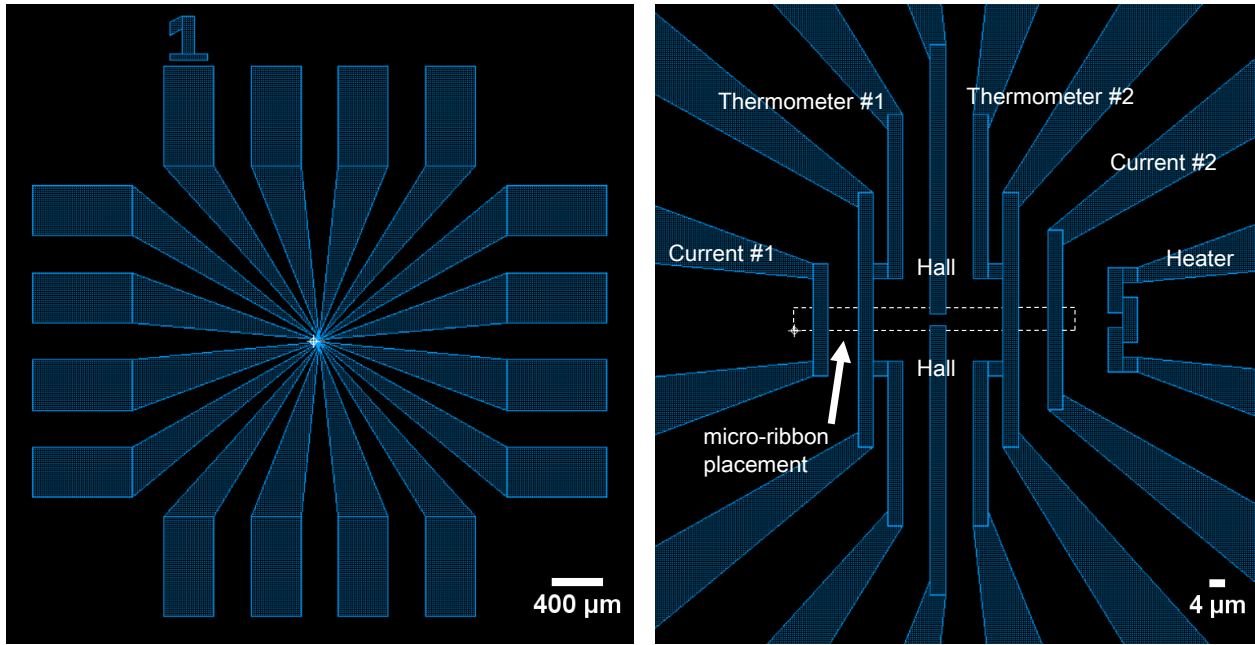 1
400 µm
Thermometer #1
Thermometer #2
Current #2
Current #1
Hall
Heater
Hall
micro-ribbon
placement
4 µm